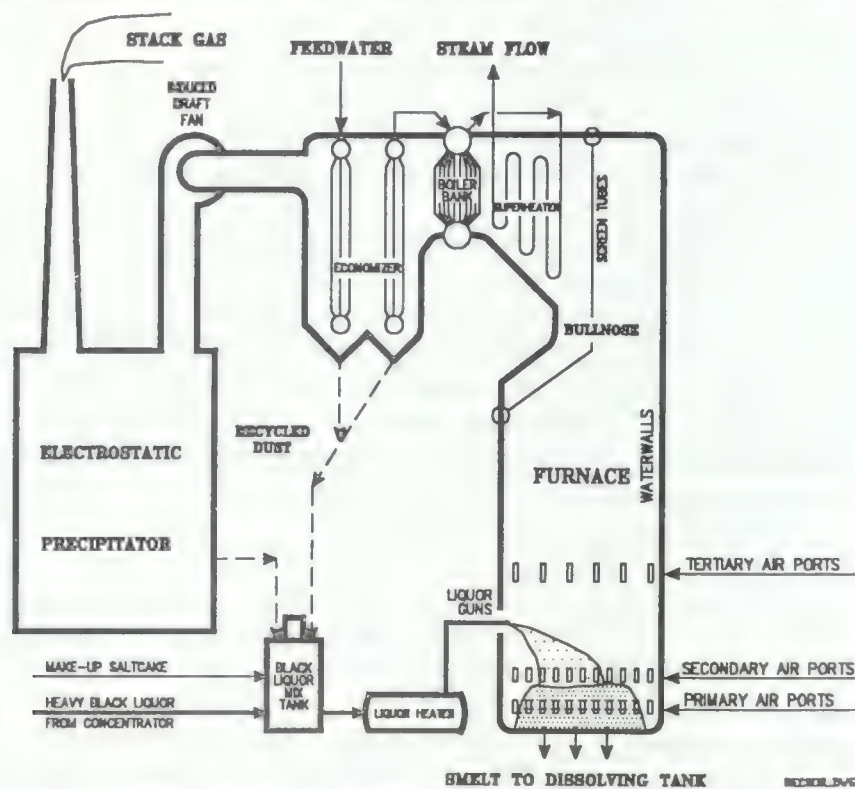 STACK GAS
FEEDWATER
STEAM FLOW
INDUCED
DRAFT
FAN
BOILER
BANK
SUPERHEATER
SCREEN TUBES
ECONOMIZER
BULLNOSE
RECYCLED
DUST
ELECTROSTATIC
PRECIPITATOR
FURNACE
WATERWALLS
TERTIARY AIR PORTS
LIQUOR
GUNS
MAKE-UP SALTCAKE
BLACK
LIQUOR
MIX
TANK
SECONDARY AIR PORTS
HEAVY BLACK LIQUOR
FROM CONCENTRATOR
LIQUOR HEATER
PRIMARY AIR PORTS
SMELT TO DISSOLVING TANK